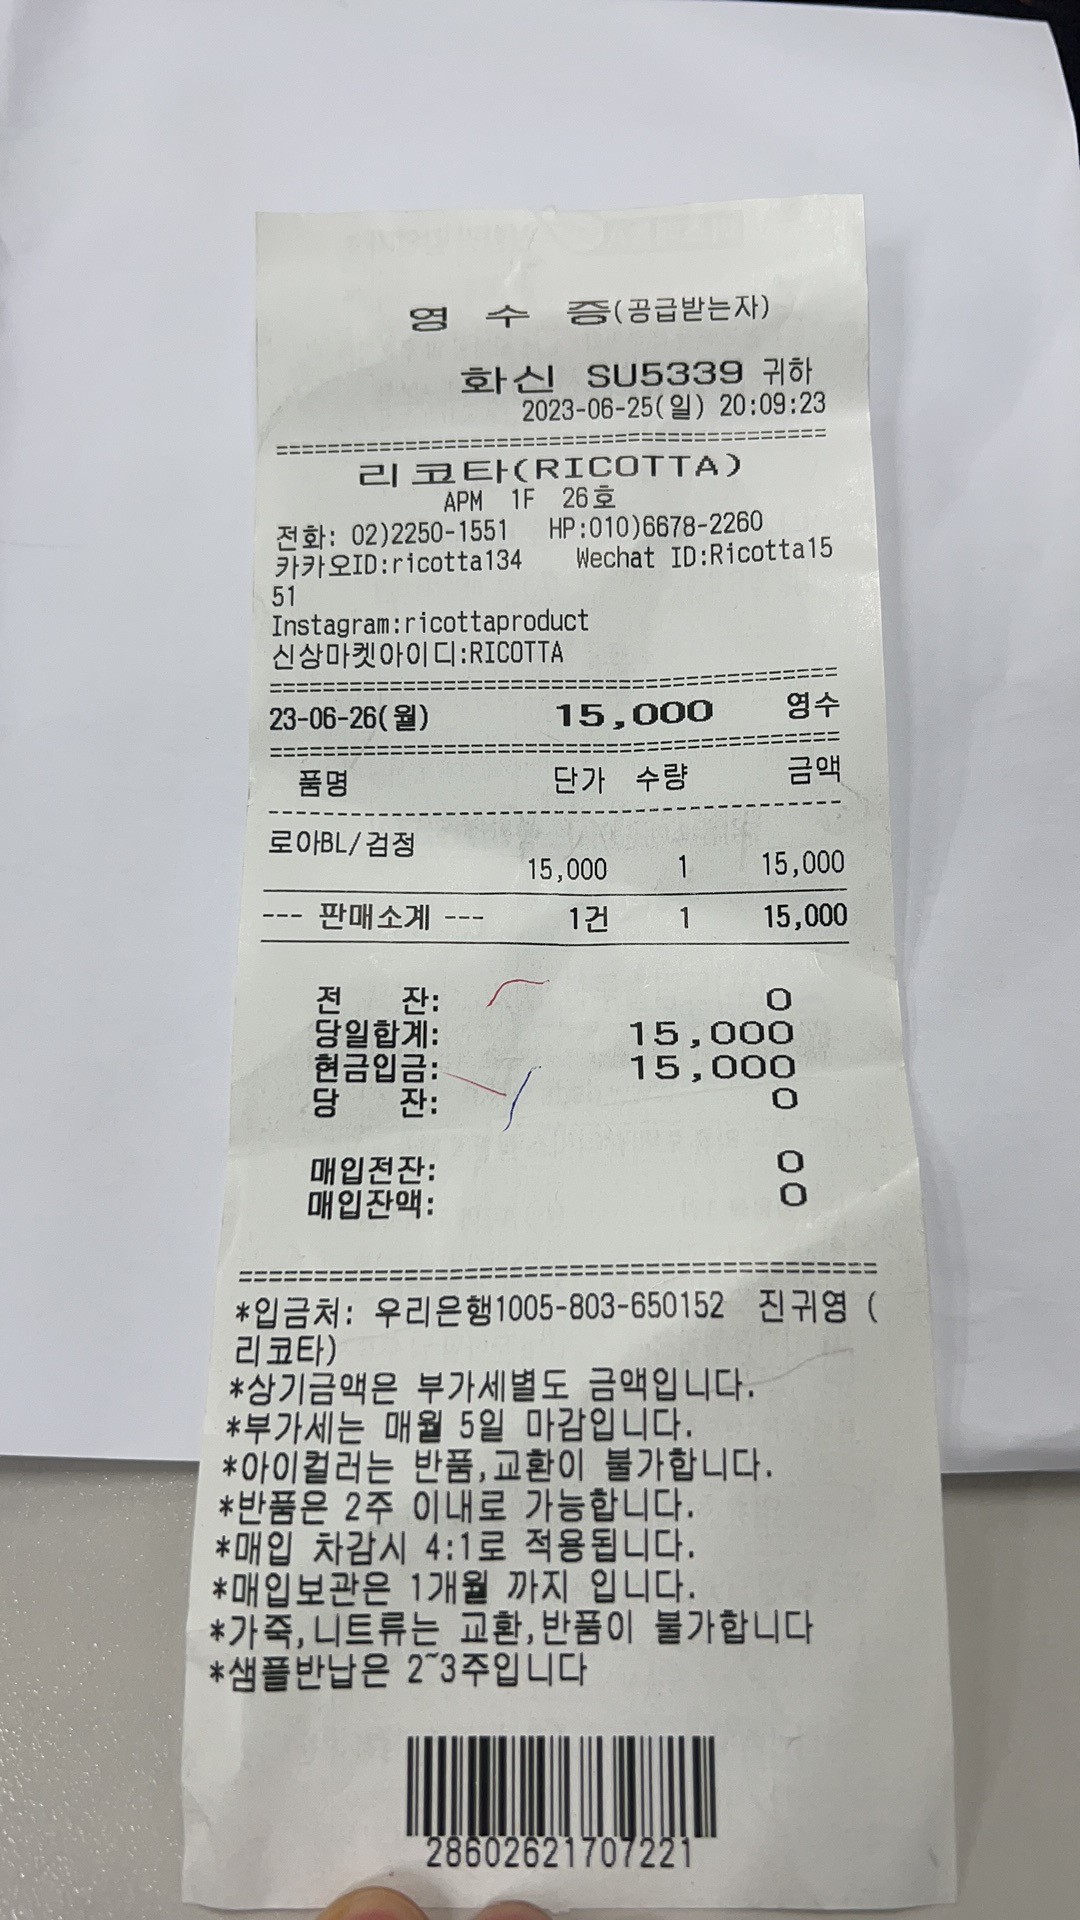 영 수 증(공급받는자)
화신 SU5339 귀하
2023-06-25(일) 20:09:23
==========================================
리코타(RICOTTA)
APM 1F 26호
전화: 02)2250-1551 HP:010)6678-2260
카카오ID:ricotta134 Wechat ID:Ricotta15
51
Instagram:ricottaproduct
신상마켓아이디:RICOTTA
==========================================
23-06-26(월) 15,000 영수
==========================================
품명 단가 수량 금액
------------------------------------------
로아BL/검정
15,000 1 15,000
--- 판매소계 --- 1건 1 15,000
전 잔: 0
당일합계: 15,000
현금입금: 15,000
당 잔: 0
매입전잔: 0
매입잔액: 0
==========================================
*입금처: 우리은행1005-803-650152 진귀영 (
리코타)
*상기금액은 부가세별도 금액입니다.
*부가세는 매월 5일 마감입니다.
*아이컬러는 반품,교환이 불가합니다.
*반품은 2주 이내로 가능합니다.
*매입 차감시 4:1로 적용됩니다.
*매입보관은 1개월 까지 입니다.
*가죽,니트류는 교환,반품이 불가합니다
*샘플반납은 2~3주입니다
28602621707221